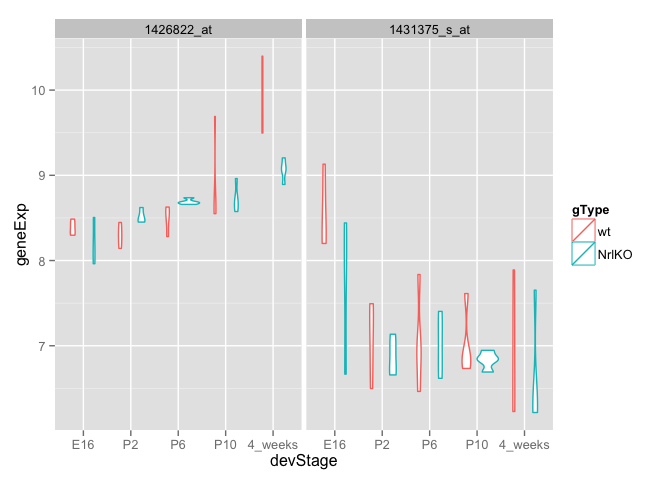 1426822_at 1431375_s_at
10
9
8
7
geneExp
E16 P2 P6 P10 4_weeks E16 P2 P6 P10 4_weeks
devStage
gType
wt
NrlKO